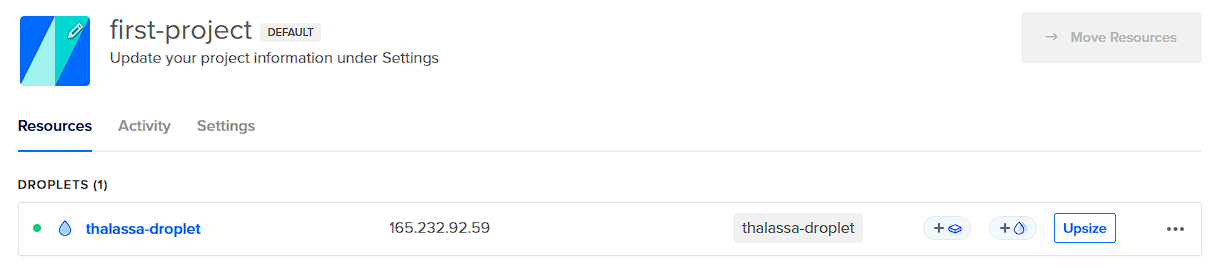 first-project DEFAULT
Update your project information under Settings
→ Move Resources
Resources Activity Settings
DROPLETS (1)
thalassa-droplet 165.232.92.59 thalassa-droplet + + Upsize ...